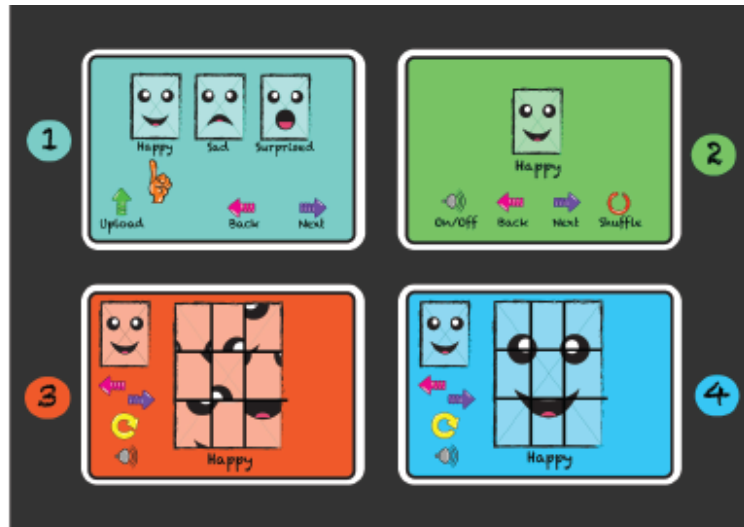 1
Happy Sad Surprised
Upload Back Next
2
Happy
On/Off Back Next Shuffle
3
Happy
4
Happy